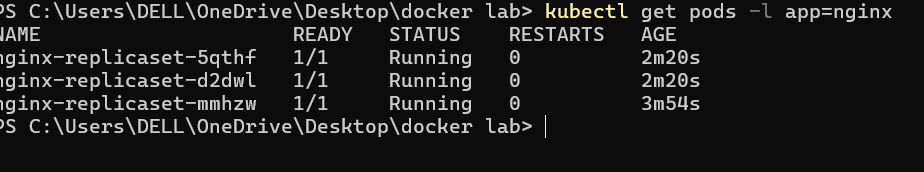 PS C:\Users\DELL\OneDrive\Desktop\docker lab> kubectl get pods -l app=nginx
NAME READY STATUS RESTARTS AGE
nginx-replicaset-5qthf 1/1 Running 0 2m20s
nginx-replicaset-d2dwl 1/1 Running 0 2m20s
nginx-replicaset-mmhzw 1/1 Running 0 3m54s
PS C:\Users\DELL\OneDrive\Desktop\docker lab>